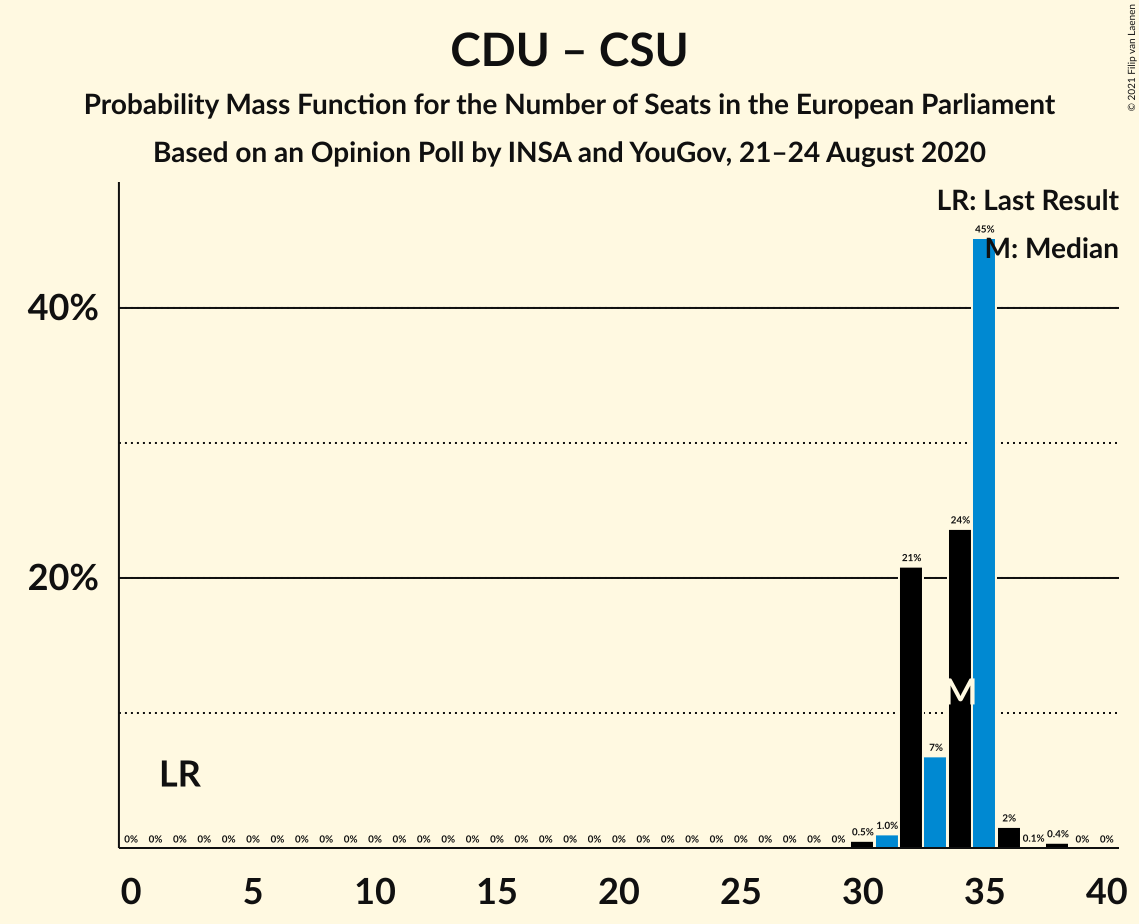 CDU – CSU
Probability Mass Function for the Number of Seats in the European Parliament
Based on an Opinion Poll by INSA and YouGov, 21–24 August 2020
© 2021 Filip van Laenen
LR: Last Result
M: Median
45%
40%
24%
21%
20%
M
7%
LR
0% 0% 0% 0% 0% 0% 0% 0% 0% 0% 0% 0% 0% 0% 0% 0% 0% 0% 0% 0% 0% 0% 0% 0% 0% 0% 0% 0% 0% 0% 0.5% 1.0% 2% 0.1% 0.4% 0% 0%
0 5 10 15 20 25 30 35 40